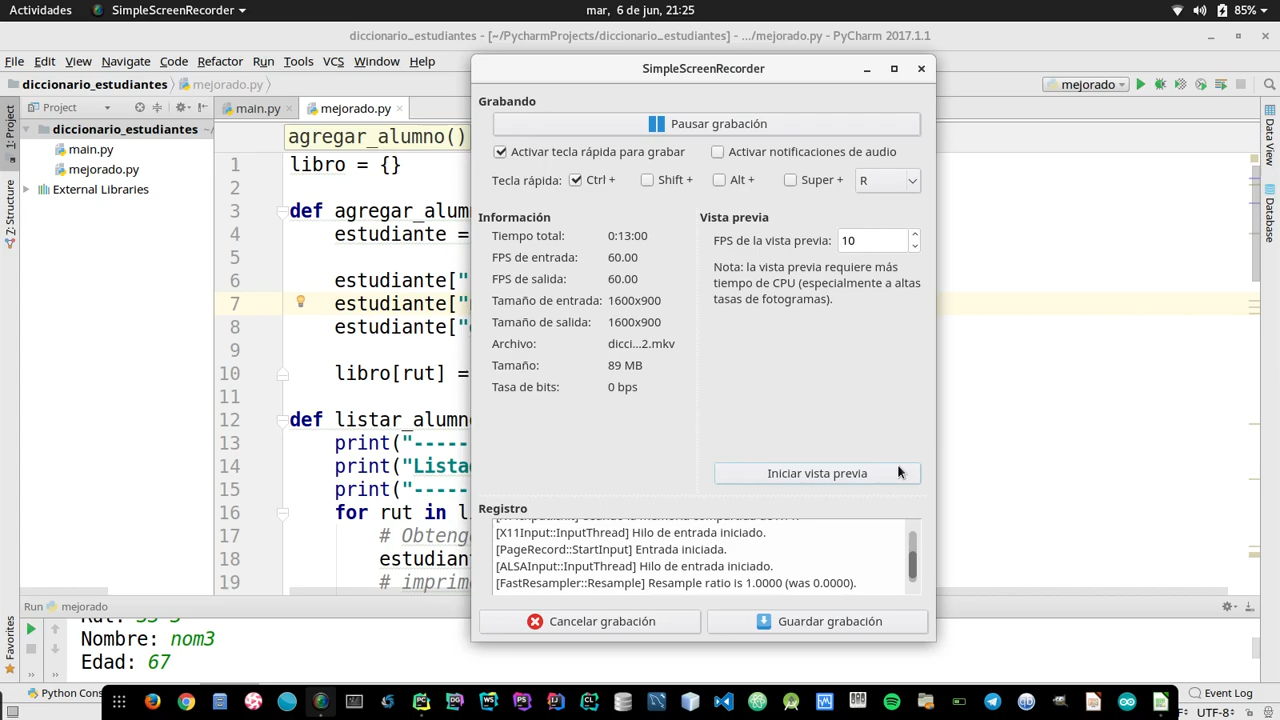 Actividades
SimpleScreenRecorder
mar, 6 de jun, 21:25
85%
diccionario_estudiantes - [~/PycharmProjects/diccionario_estudiantes] - .../mejorado.py - PyCharm 2017.1.1
File Edit View Navigate Code Refactor Run Tools VCS Window Help
diccionario_estudiantes
mejorado.py
mejorado
1: Project
7: Structure
Favorites
Data View
Database
Project
diccionario_estudiantes
main.py
mejorado.py
External Libraries
main.py
mejorado.py
agregar_alumno()
1 libro = {}
2
3 def agregar_alum
4 estudiante =
5
6 estudiante["
7 estudiante["
8 estudiante["
9
10 libro[rut] =
11
12 def listar_alumn
13 print("-----
14 print("Lista
15 print("-----
16 for rut in l
17 # Obteng
18 estudian
19 # imprim
SimpleScreenRecorder
Grabando
Pausar grabación
Activar tecla rápida para grabar
Activar notificaciones de audio
Tecla rápida: Ctrl + Shift + Alt + Super + R
Información
Tiempo total: 0:13:00
FPS de entrada: 60.00
FPS de salida: 60.00
Tamaño de entrada: 1600x900
Tamaño de salida: 1600x900
Archivo: dicci...2.mkv
Tamaño: 89 MB
Tasa de bits: 0 bps
Vista previa
FPS de la vista previa: 10
Nota: la vista previa requiere más
tiempo de CPU (especialmente a altas
tasas de fotogramas).
Iniciar vista previa
Registro
[X11Input::InputThread] Hilo de entrada iniciado.
[PageRecord::StartInput] Entrada iniciada.
[ALSAInput::InputThread] Hilo de entrada iniciado.
[FastResampler::Resample] Resample ratio is 1.0000 (was 0.0000).
Cancelar grabación
Guardar grabación
Run mejorado
Nombre: nom3
Edad: 67
Python Cons
Event Log
UTF-8